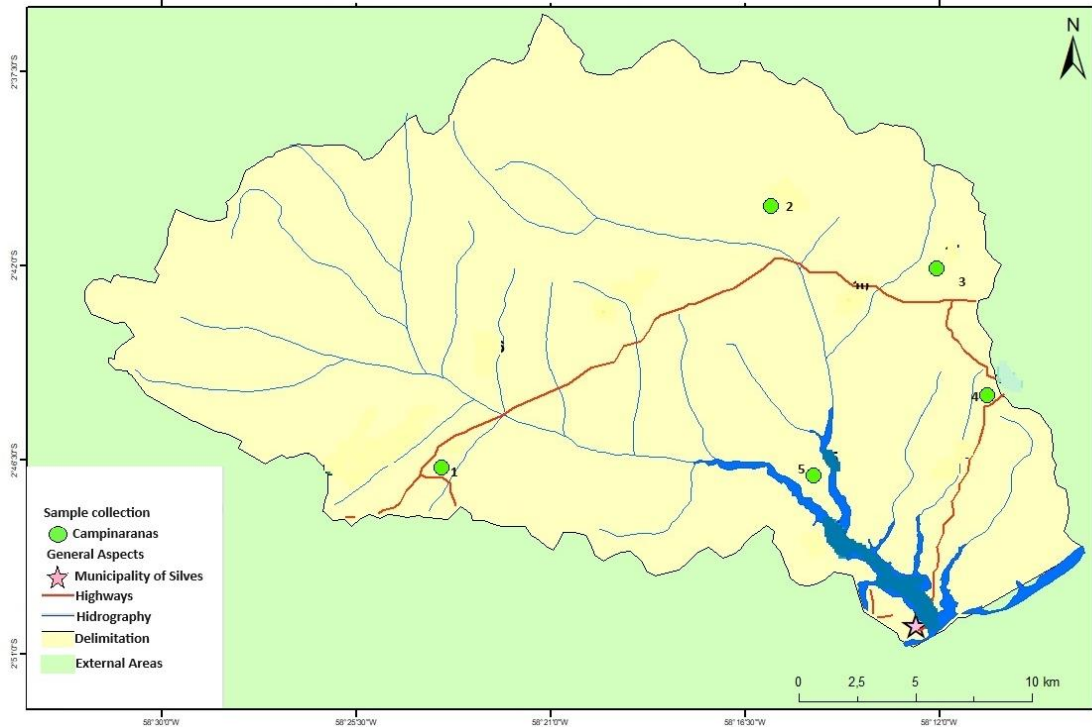 N
2°37'30"S
2°42'0"S
2°46'30"S
2°51'0"S
2
3
4
1
5
Sample collection
Campinaranas
General Aspects
Municipality of Silves
Highways
Hidrography
Delimitation
External Areas
0 2,5 5 10 km
58°30'0"W 58°25'30"W 58°21'0"W 58°16'30"W 58°12'0"W